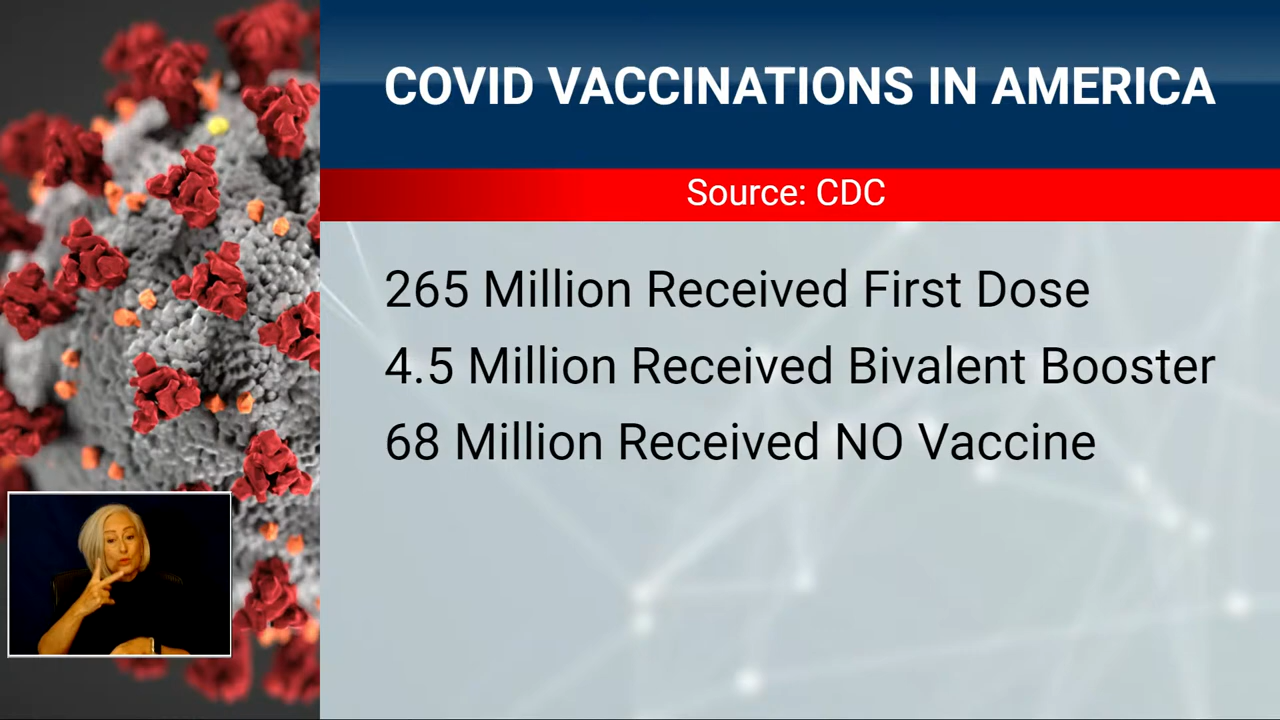 COVID VACCINATIONS IN AMERICA
Source: CDC
265 Million Received First Dose
4.5 Million Received Bivalent Booster
68 Million Received NO Vaccine